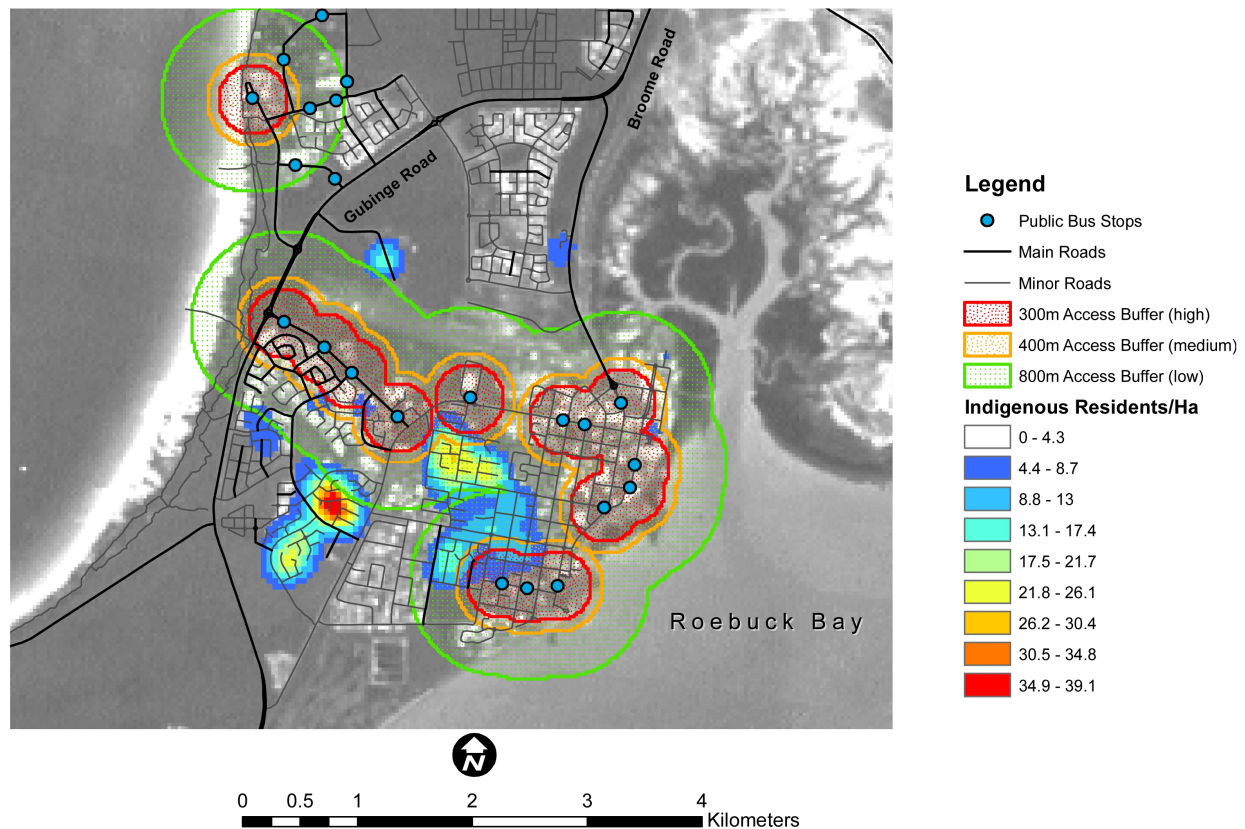 Broome Road
Gubinge Road
Roebuck Bay
Legend
Public Bus Stops
Main Roads
Minor Roads
300m Access Buffer (high)
400m Access Buffer (medium)
800m Access Buffer (low)
Indigenous Residents/Ha
0 - 4.3
4.4 - 8.7
8.8 - 13
13.1 - 17.4
17.5 - 21.7
21.8 - 26.1
26.2 - 30.4
30.5 - 34.8
34.9 - 39.1
N
0 0.5 1 2 3 4
Kilometers